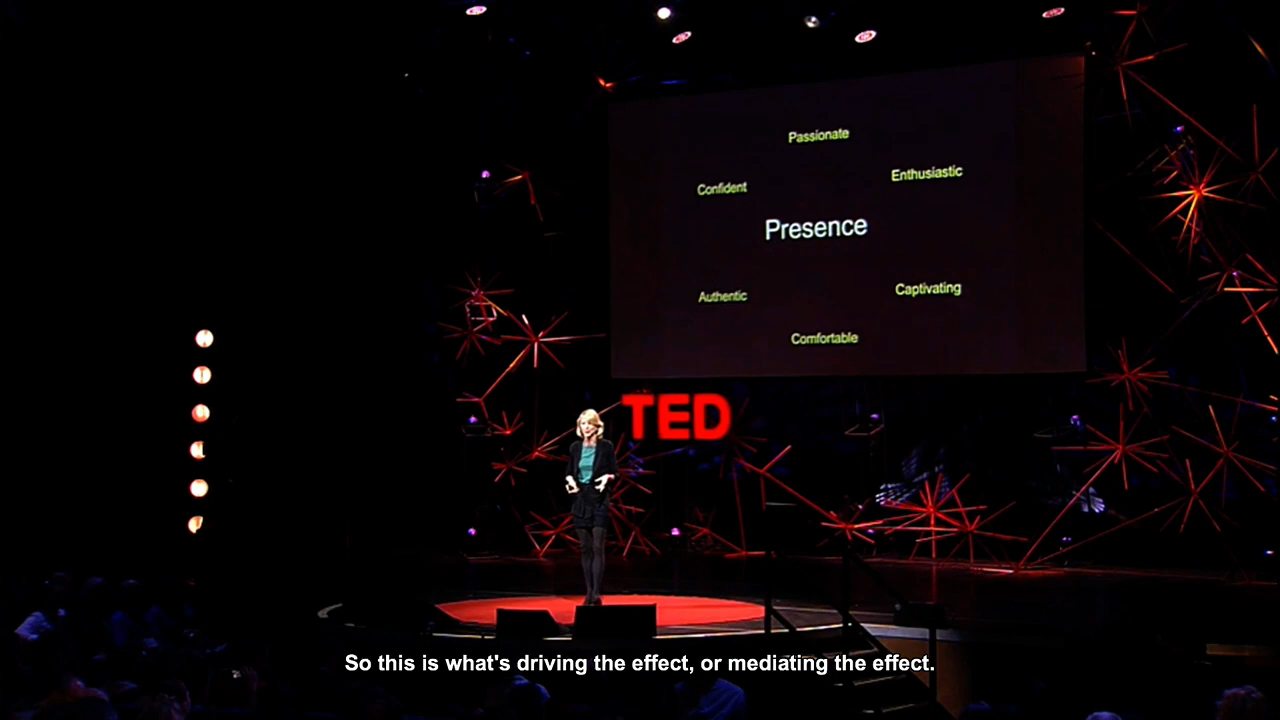 Passionate
Enthusiastic
Confident
Presence
Captivating
Authentic
Comfortable
TED
So this is what's driving the effect, or mediating the effect.